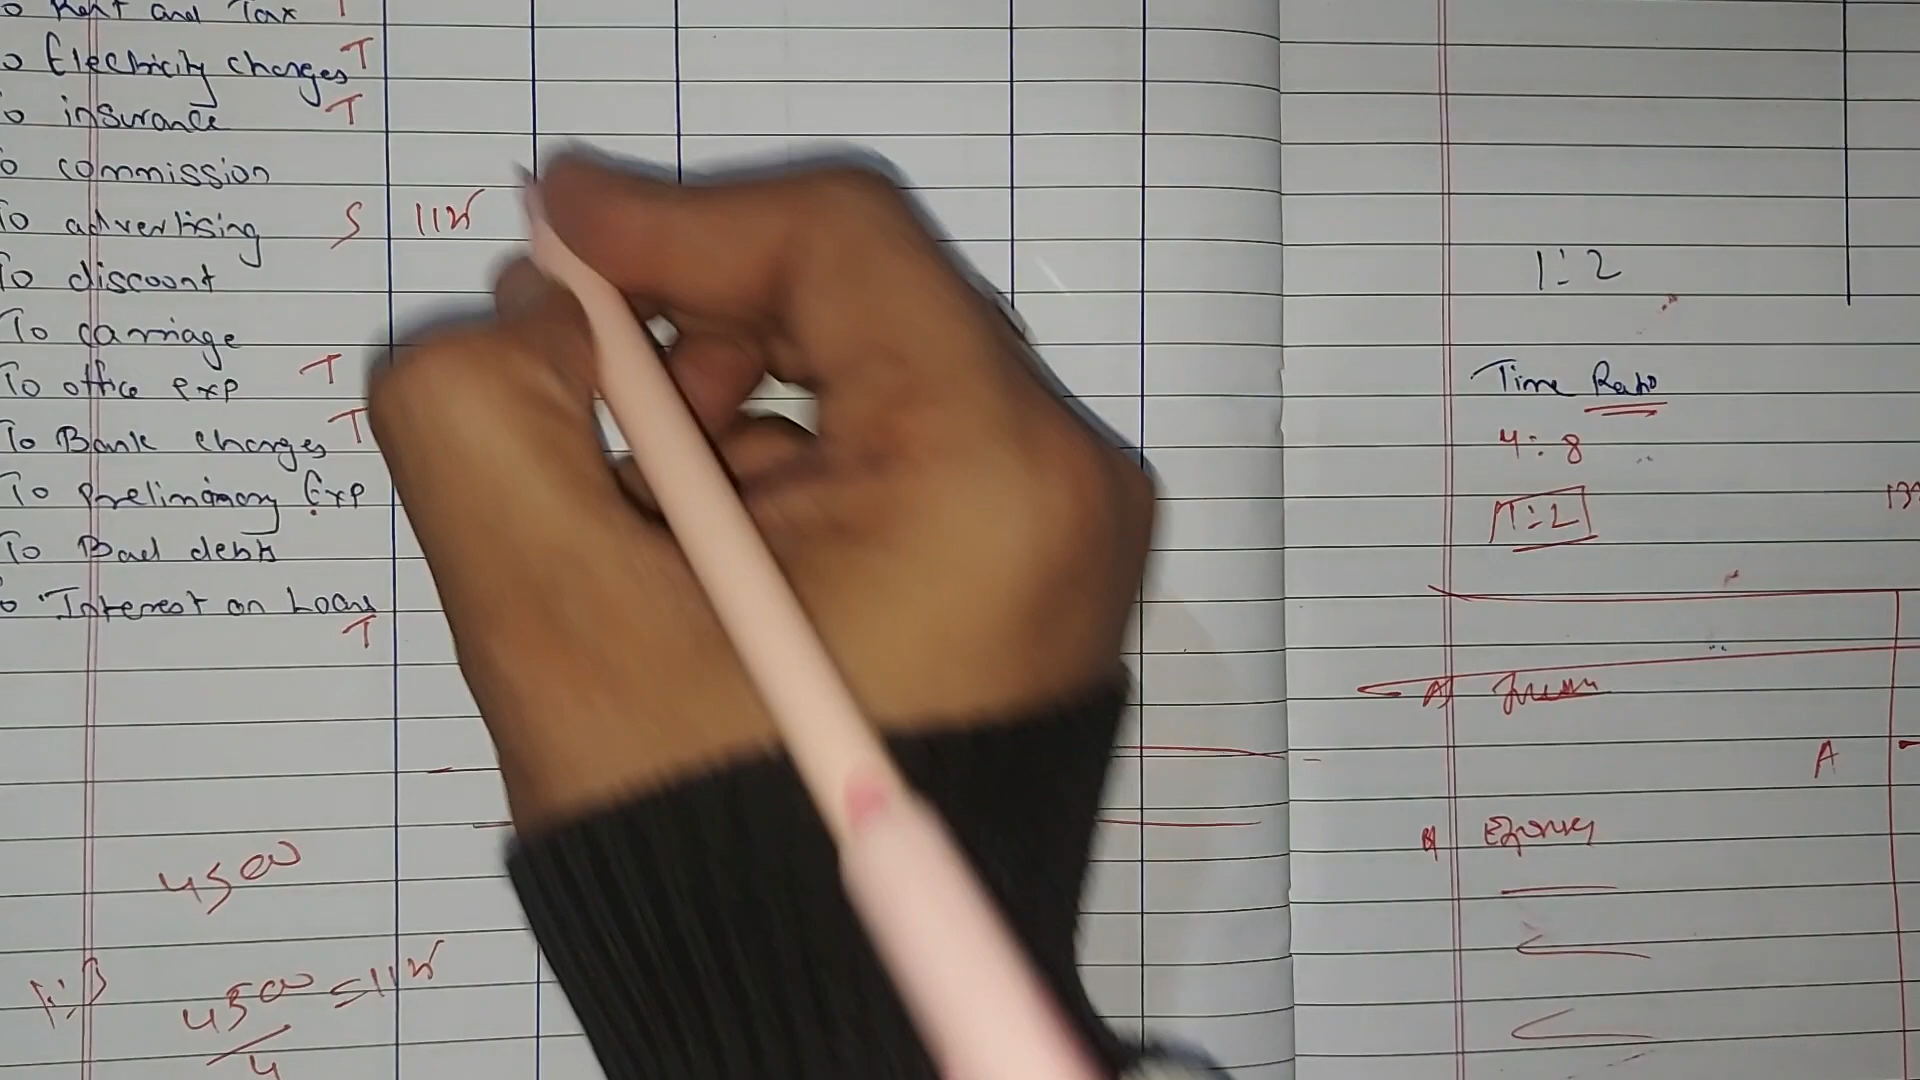 To Rent and Tax T
To Electricity charges T
To insurance T
To commission
To advertising S 1125
To discount
To carriage
To office Exp T
To Bank charges T
To Preliminary Exp
To Bad debts
To Interest on Loans
T
4500
1:3
4500 = 1125
4
1:2
Time Ratio
4:8
1:2
A)
A
B)